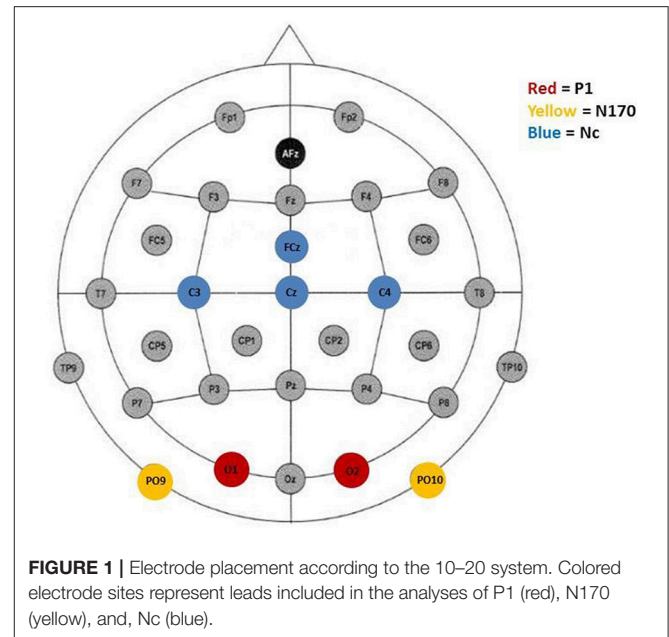 Red = P1
Yellow = N170
Blue = Nc
Fp1 Fp2
AFz
F7 F3 Fz F4 F8
FC5 FCz FC6
T7 C3 Cz C4 T8
CP5 CP1 CP2 CP6
TP9 TP10
P7 P3 Pz P4 P8
PO9 O1 Oz O2 PO10
FIGURE 1 | Electrode placement according to the 10–20 system. Colored
electrode sites represent leads included in the analyses of P1 (red), N170
(yellow), and, Nc (blue).